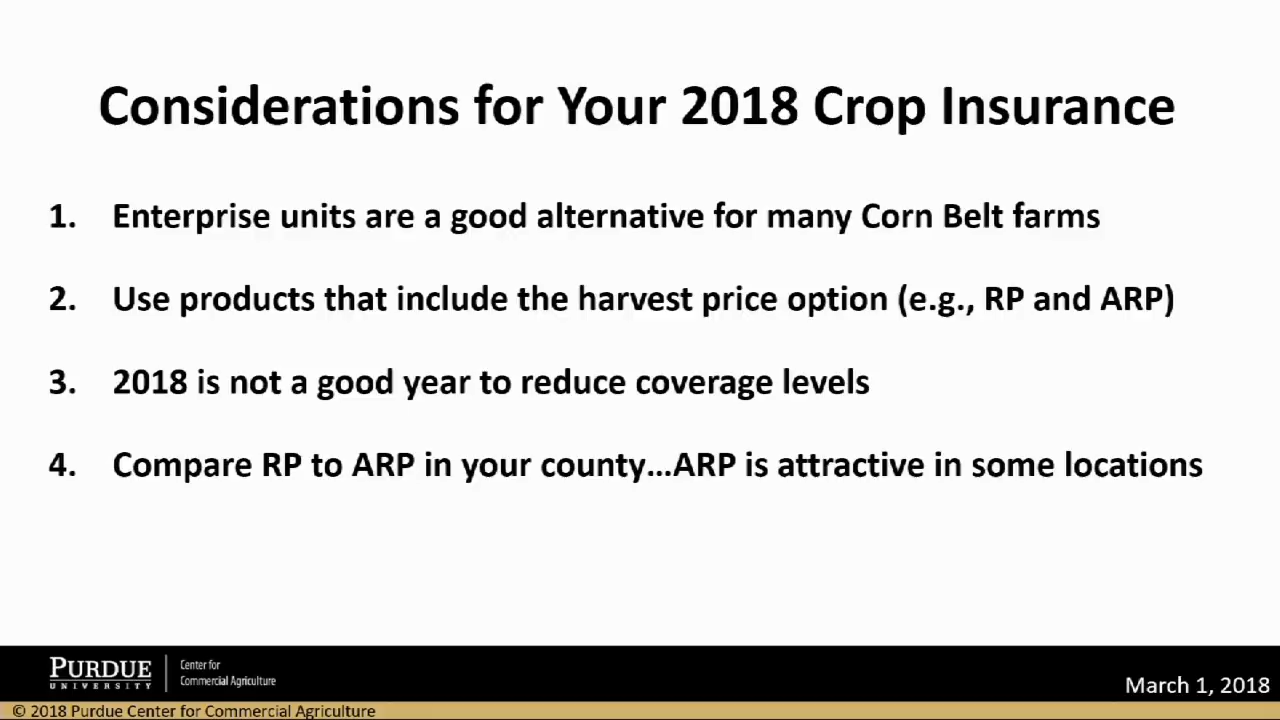 Considerations for Your 2018 Crop Insurance
1. Enterprise units are a good alternative for many Corn Belt farms
2. Use products that include the harvest price option (e.g., RP and ARP)
3. 2018 is not a good year to reduce coverage levels
4. Compare RP to ARP in your county...ARP is attractive in some locations
PURDUE
UNIVERSITY
Center for
Commercial Agriculture
March 1, 2018
© 2018 Purdue Center for Commercial Agriculture